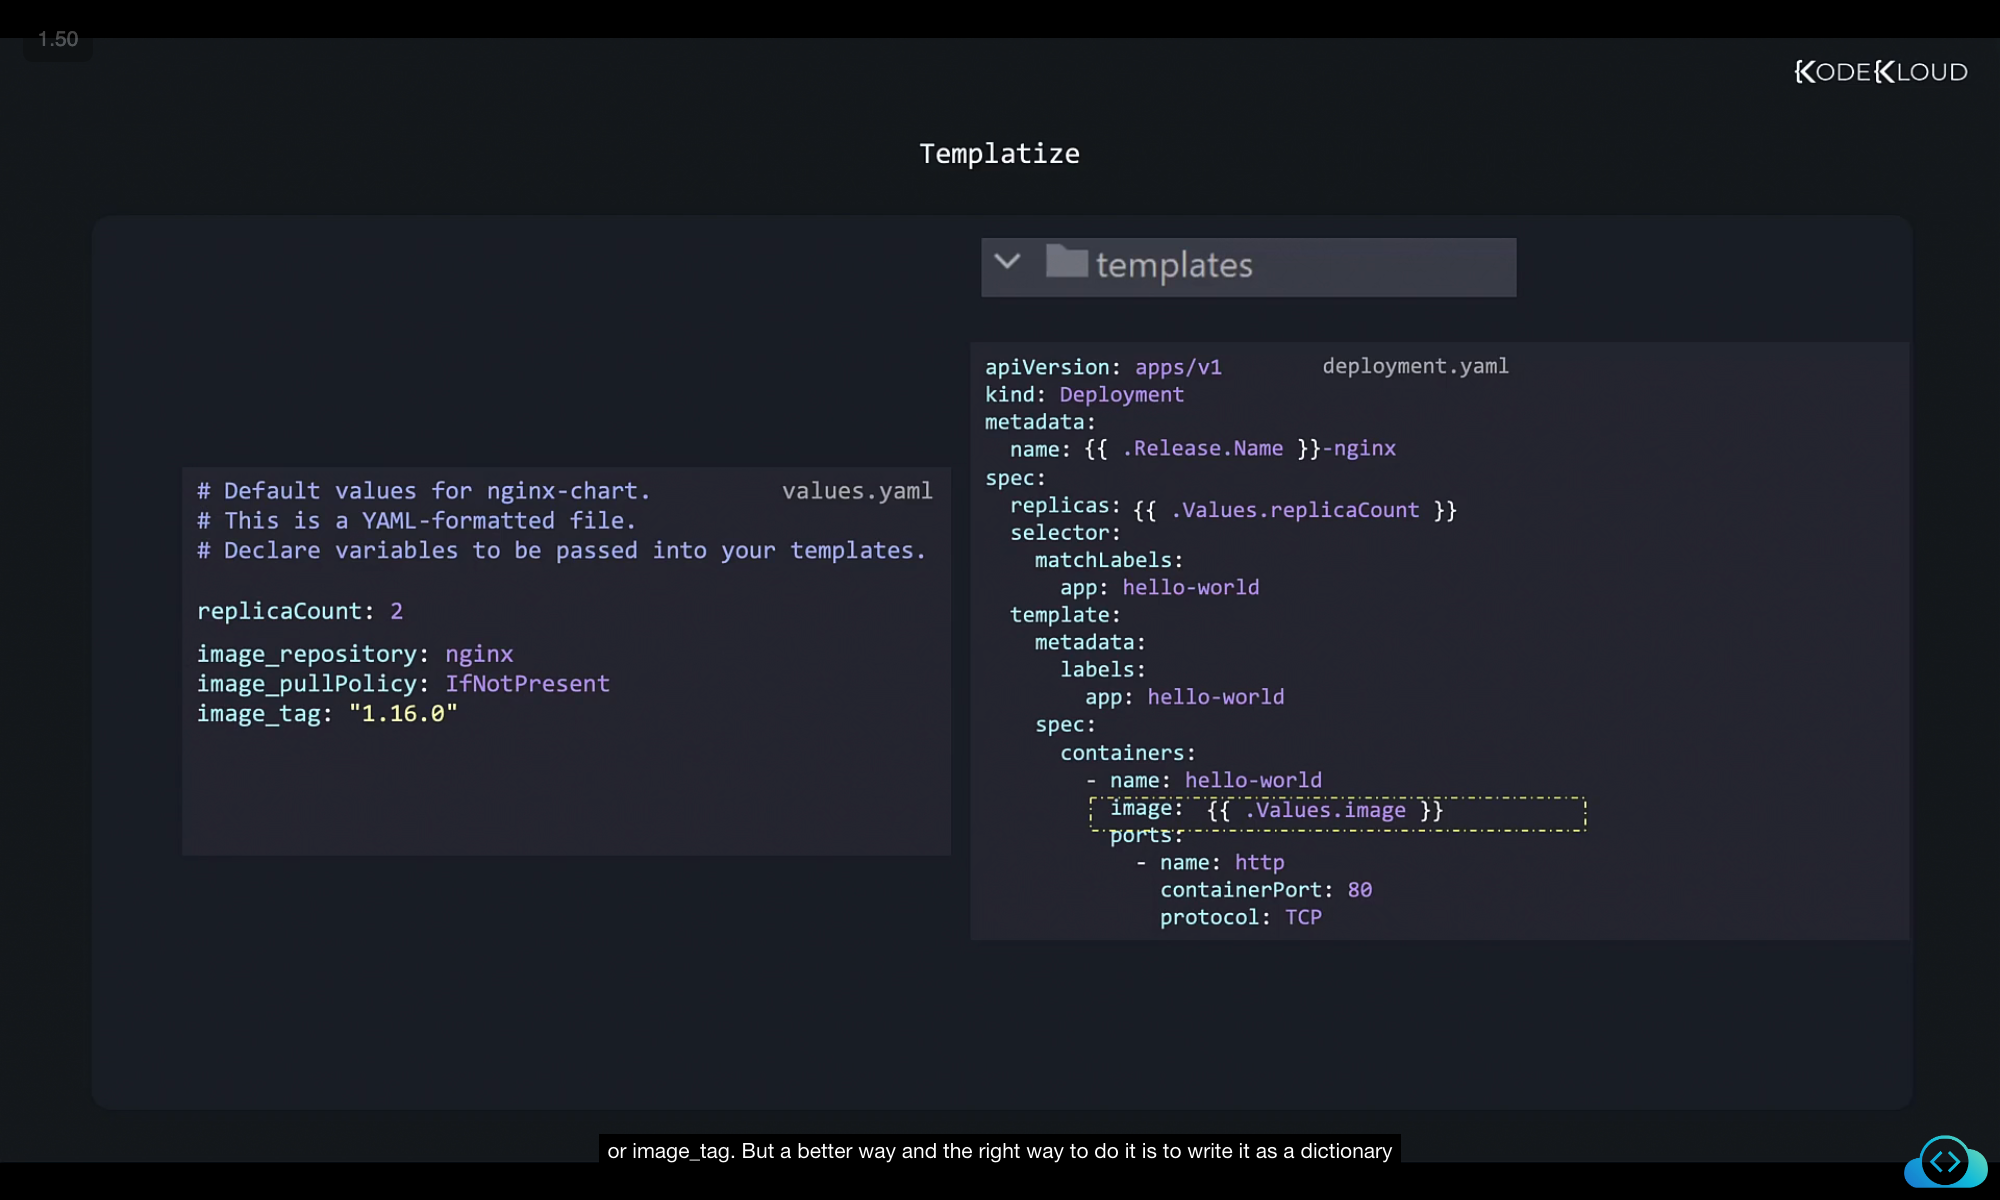 1.50
KODEKLOUD
Templatize
templates
# Default values for nginx-chart. values.yaml
# This is a YAML-formatted file.
# Declare variables to be passed into your templates.
replicaCount: 2
image_repository: nginx
image_pullPolicy: IfNotPresent
image_tag: "1.16.0"
apiVersion: apps/v1 deployment.yaml
kind: Deployment
metadata:
  name: {{ .Release.Name }}-nginx
spec:
  replicas: {{ .Values.replicaCount }}
  selector:
    matchLabels:
      app: hello-world
  template:
    metadata:
      labels:
        app: hello-world
    spec:
      containers:
        - name: hello-world
          image: {{ .Values.image }}
          ports:
            - name: http
              containerPort: 80
              protocol: TCP
or image_tag. But a better way and the right way to do it is to write it as a dictionary